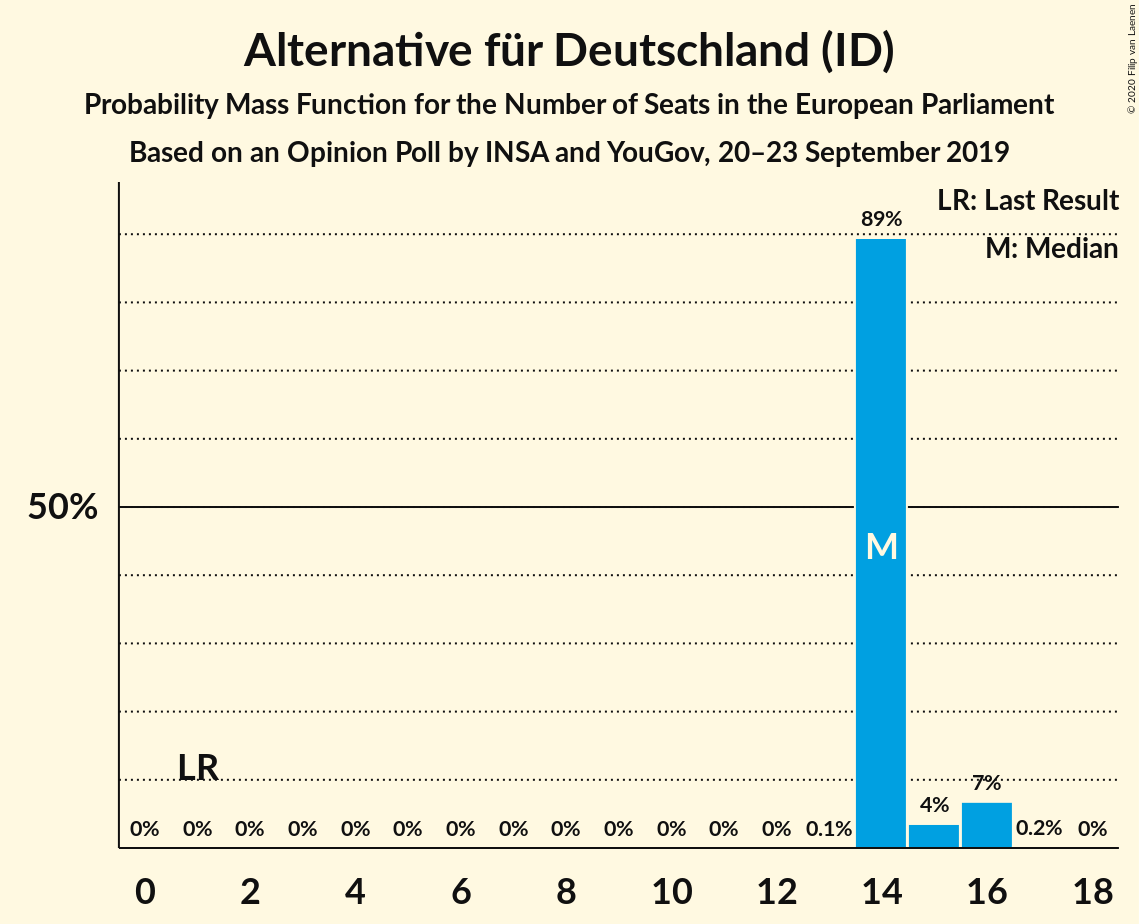 Alternative für Deutschland (ID)
Probability Mass Function for the Number of Seats in the European Parliament
Based on an Opinion Poll by INSA and YouGov, 20–23 September 2019
© 2020 Filip van Laenen
LR: Last Result
M: Median
89%
50%
M
LR
7%
4%
0% 0% 0% 0% 0% 0% 0% 0% 0% 0% 0% 0% 0% 0.1% 0.2% 0%
0 2 4 6 8 10 12 14 16 18